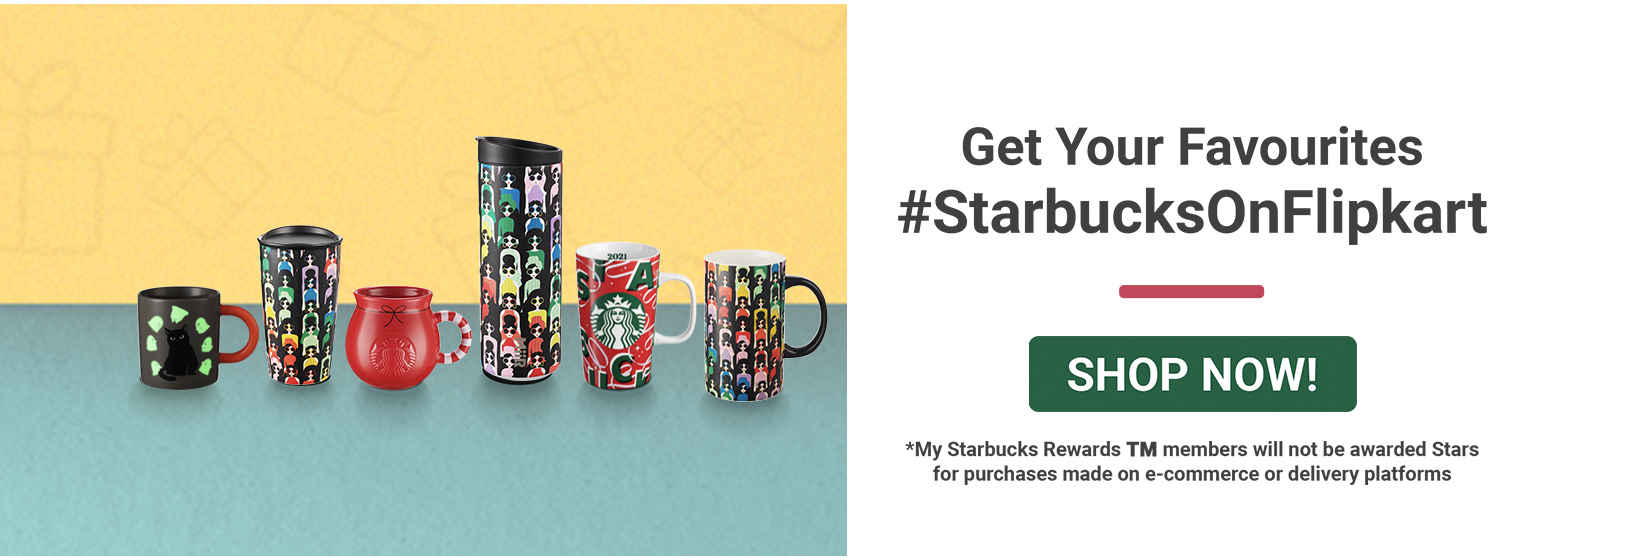 2021
S T A
Get Your Favourites
#StarbucksOnFlipkart
SHOP NOW!
*My Starbucks Rewards TM members will not be awarded Stars
for purchases made on e-commerce or delivery platforms